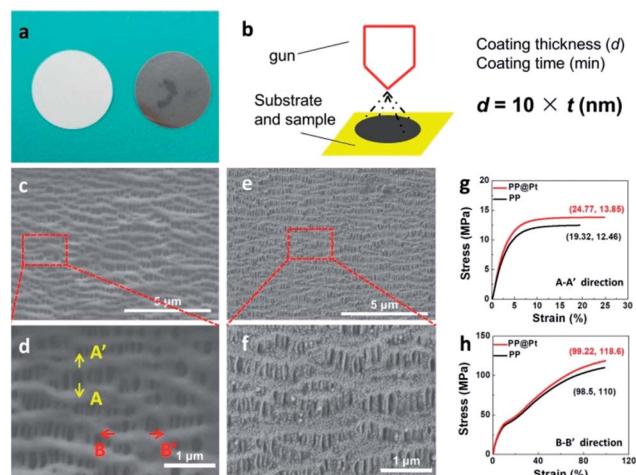 a
b
gun
Substrate
and sample
Coating thickness (d)
Coating time (min)
d = 10 × t (nm)
c
5 μm
e
5 μm
g
PP@Pt
PP
(24.77, 13.85)
(19.32, 12.46)
A-A′ direction
Stress (MPa)
20
15
10
5
0
0 5 10 15 20 25 30
Strain (%)
d
A'
A
B B'
1 μm
f
1 μm
h
PP@Pt
PP
(99.22, 118.6)
(98.5, 110)
B-B′ direction
Stress (MPa)
150
100
50
0
0 40 80 120
Strain (%)